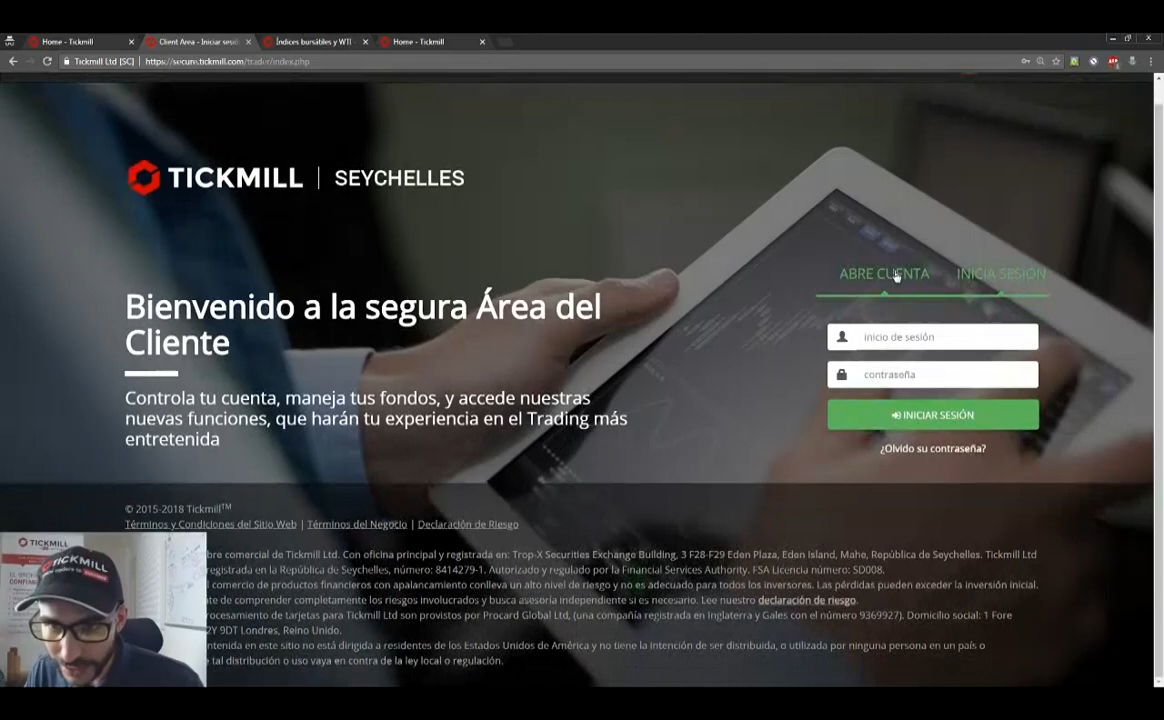 Home - Tickmill
Client Area - Iniciar sesió
Índices bursátiles y WTI
Home - Tickmill
Tickmill Ltd [SC] | https://secure.tickmill.com/trader/index.php
TICKMILL | SEYCHELLES
ABRE CUENTA
INICIA SESIÓN
Bienvenido a la segura Área del
Cliente
inicio de sesión
contraseña
Controla tu cuenta, maneja tus fondos, y accede nuestras
nuevas funciones, que harán tu experiencia en el Trading más
entretenida
INICIAR SESIÓN
¿Olvido su contraseña?
© 2015-2018 Tickmill™
Términos y Condiciones del Sitio Web | Términos del Negocio | Declaración de Riesgo
bre comercial de Tickmill Ltd. Con oficina principal y registrada en: Trop-X Securities Exchange Building, 3 F28-F29 Eden Plaza, Eden Island, Mahe, República de Seychelles. Tickmill Ltd
registrada en la República de Seychelles, número: 8414279-1. Autorizado y regulado por la Financial Services Authority. FSA Licencia número: SD008.
l comercio de productos financieros con apalancamiento conlleva un alto nivel de riesgo y no es adecuado para todos los inversores. Las pérdidas pueden exceder la inversión inicial.
te de comprender completamente los riesgos involucrados y busca asesoría independiente si es necesario. Lee nuestro declaración de riesgo.
ocesamiento de tarjetas para Tickmill Ltd son provistos por Procard Global Ltd, (una compañía registrada en Inglaterra y Gales con el número 9369927). Domicilio social: 1 Fore
2Y 9DT Londres, Reino Unido.
ntenida en este sitio no está dirigida a residentes de los Estados Unidos de América y no tiene la intención de ser distribuida, o utilizada por ninguna persona en un país o
tal distribución o uso vaya en contra de la ley local o regulación.
TICKMILL
TICKMILL